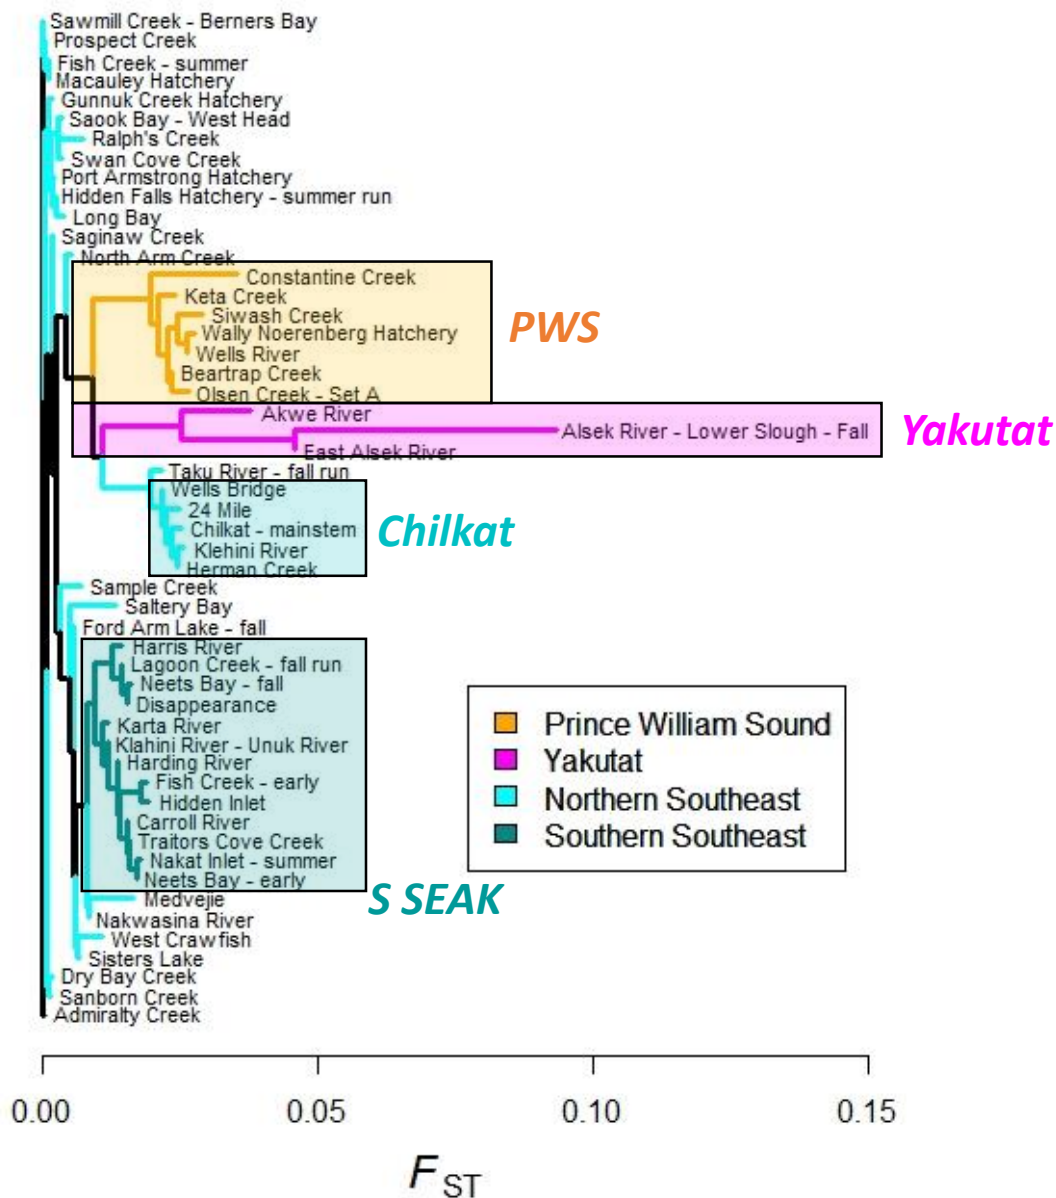 Sawmill Creek - Berners Bay
Prospect Creek
Fish Creek - summer
Macauley Hatchery
Gunnuk Creek Hatchery
Saook Bay - West Head
Ralph's Creek
Swan Cove Creek
Port Armstrong Hatchery
Hidden Falls Hatchery - summer run
Long Bay
Saginaw Creek
North Arm Creek
Constantine Creek
Keta Creek
Siwash Creek
Wally Noerenberg Hatchery
Wells River
Beartrap Creek
Olsen Creek - Set A
PWS
Akwe River
Alsek River - Lower Slough - Fall
East Alsek River
Yakutat
Taku River - fall run
Wells Bridge
24 Mile
Chilkat - mainstem
Klehini River
Herman Creek
Chilkat
Sample Creek
Saltery Bay
Ford Arm Lake - fall
Harris River
Lagoon Creek - fall run
Neets Bay - fall
Disappearance
Karta River
Klahini River - Unuk River
Harding River
Fish Creek - early
Hidden Inlet
Carroll River
Traitors Cove Creek
Nakat Inlet - summer
Neets Bay - early
S SEAK
Medvejie
Nakwasina River
West Crawfish
Sisters Lake
Dry Bay Creek
Sanborn Creek
Admiralty Creek
Prince William Sound
Yakutat
Northern Southeast
Southern Southeast
0.00 0.05 0.10 0.15
FST